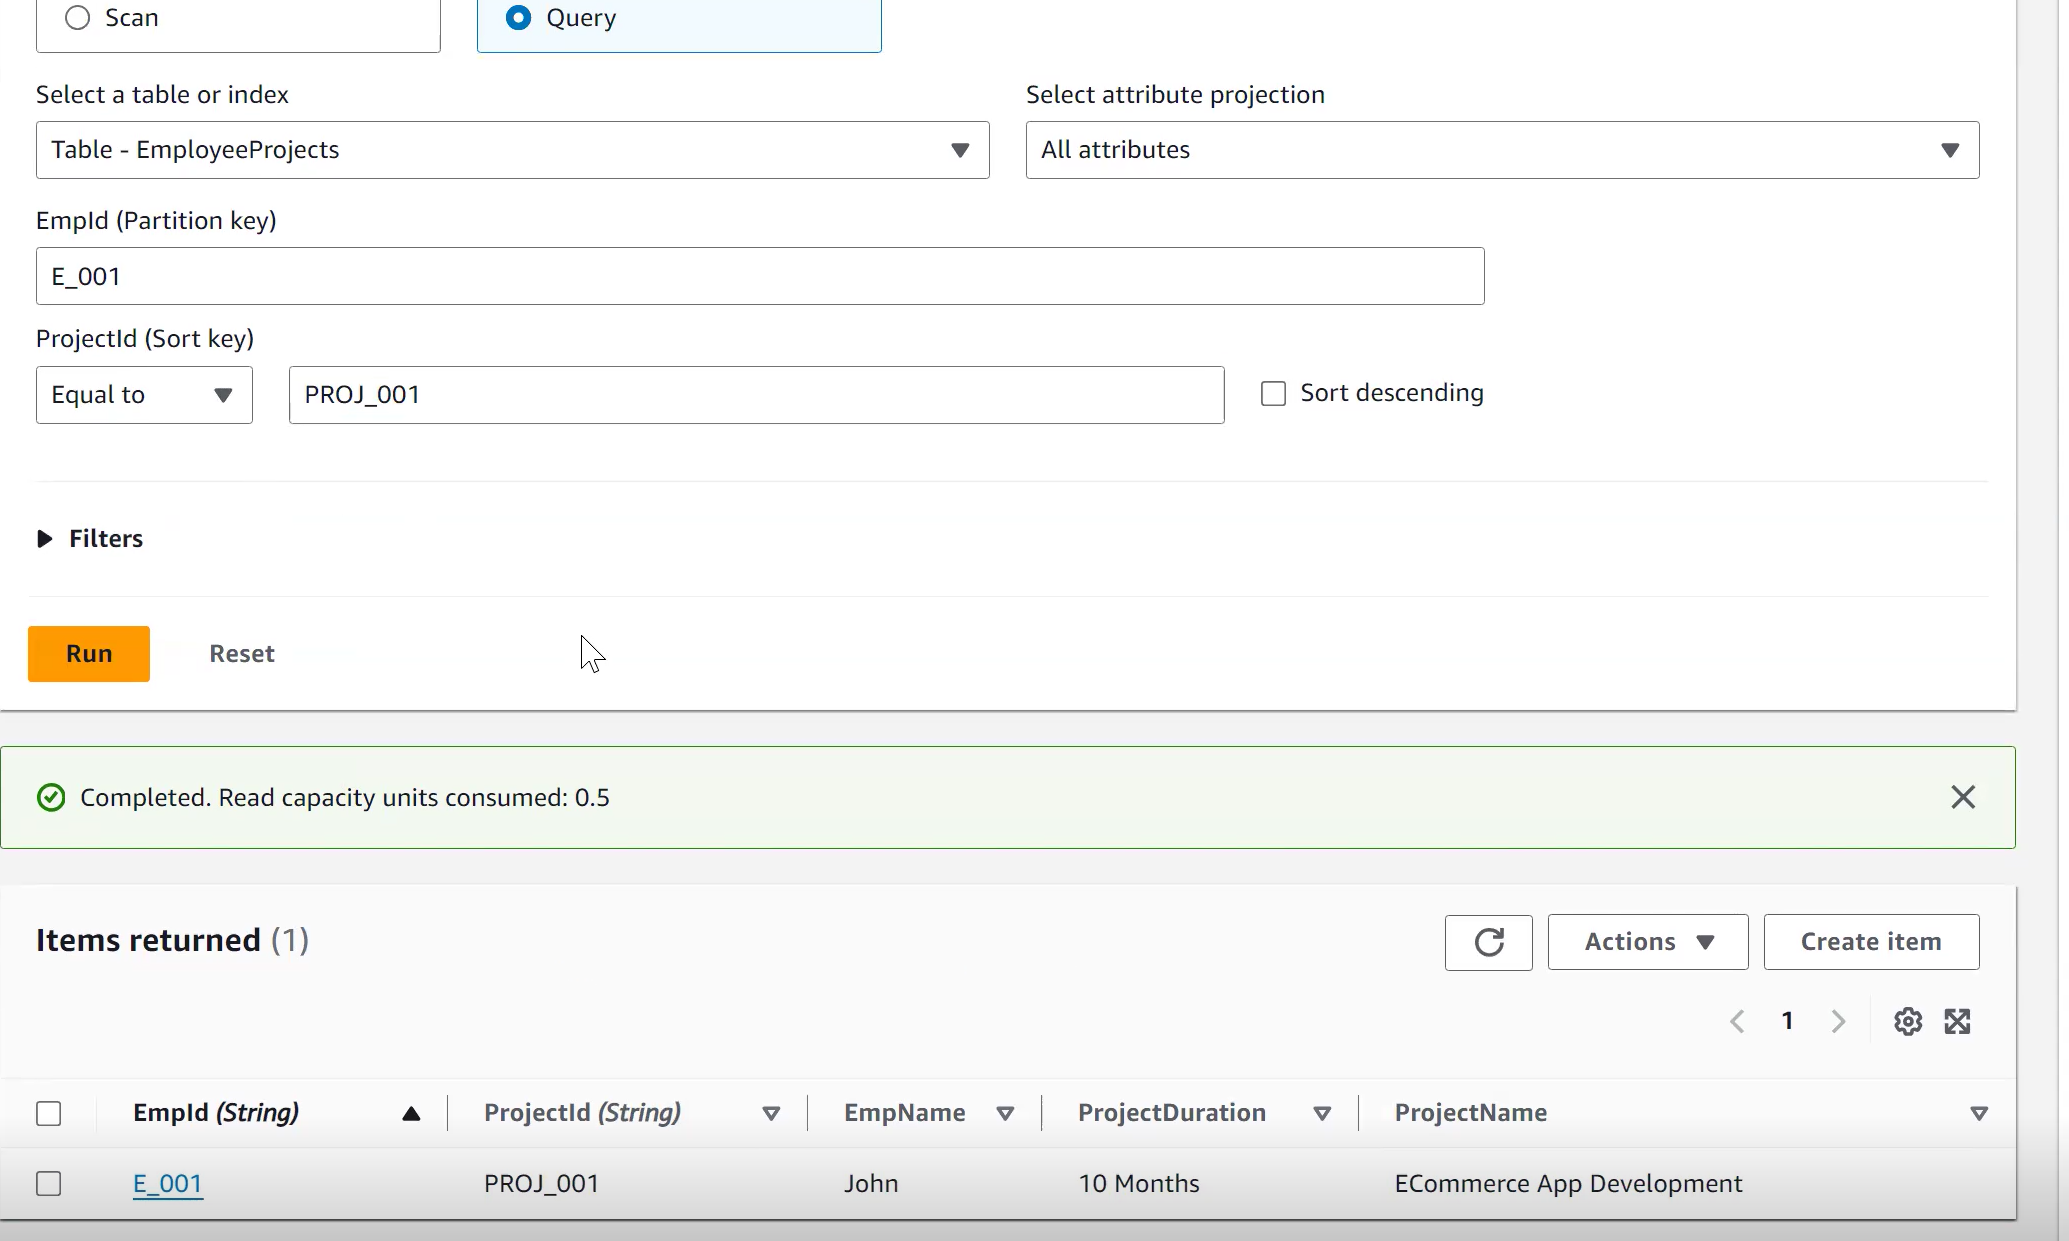 Scan Query
Select a table or index Select attribute projection
Table - EmployeeProjects All attributes
EmpId (Partition key)
E_001
ProjectId (Sort key)
Equal to PROJ_001 Sort descending
Filters
Run Reset
Completed. Read capacity units consumed: 0.5
Items returned (1) Actions Create item
1
EmpId (String) ProjectId (String) EmpName ProjectDuration ProjectName
E_001 PROJ_001 John 10 Months ECommerce App Development